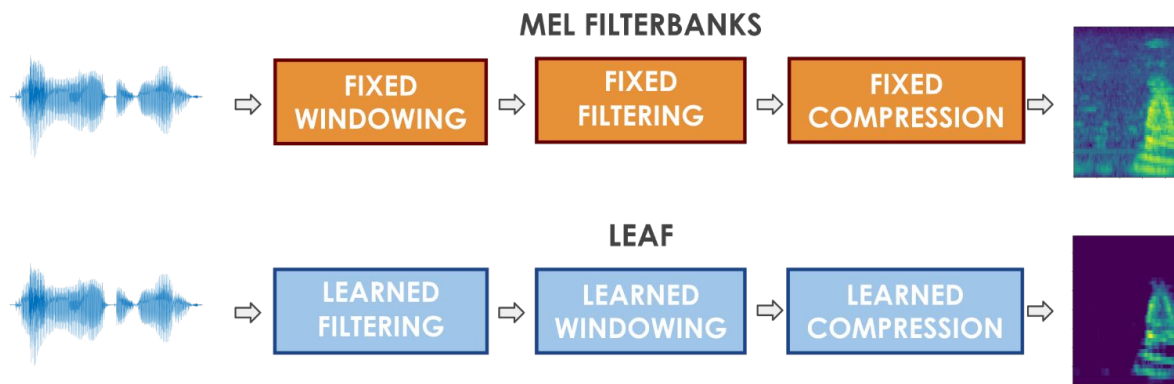 MEL FILTERBANKS
FIXED
WINDOWING
FIXED
FILTERING
FIXED
COMPRESSION
LEAF
LEARNED
FILTERING
LEARNED
WINDOWING
LEARNED
COMPRESSION